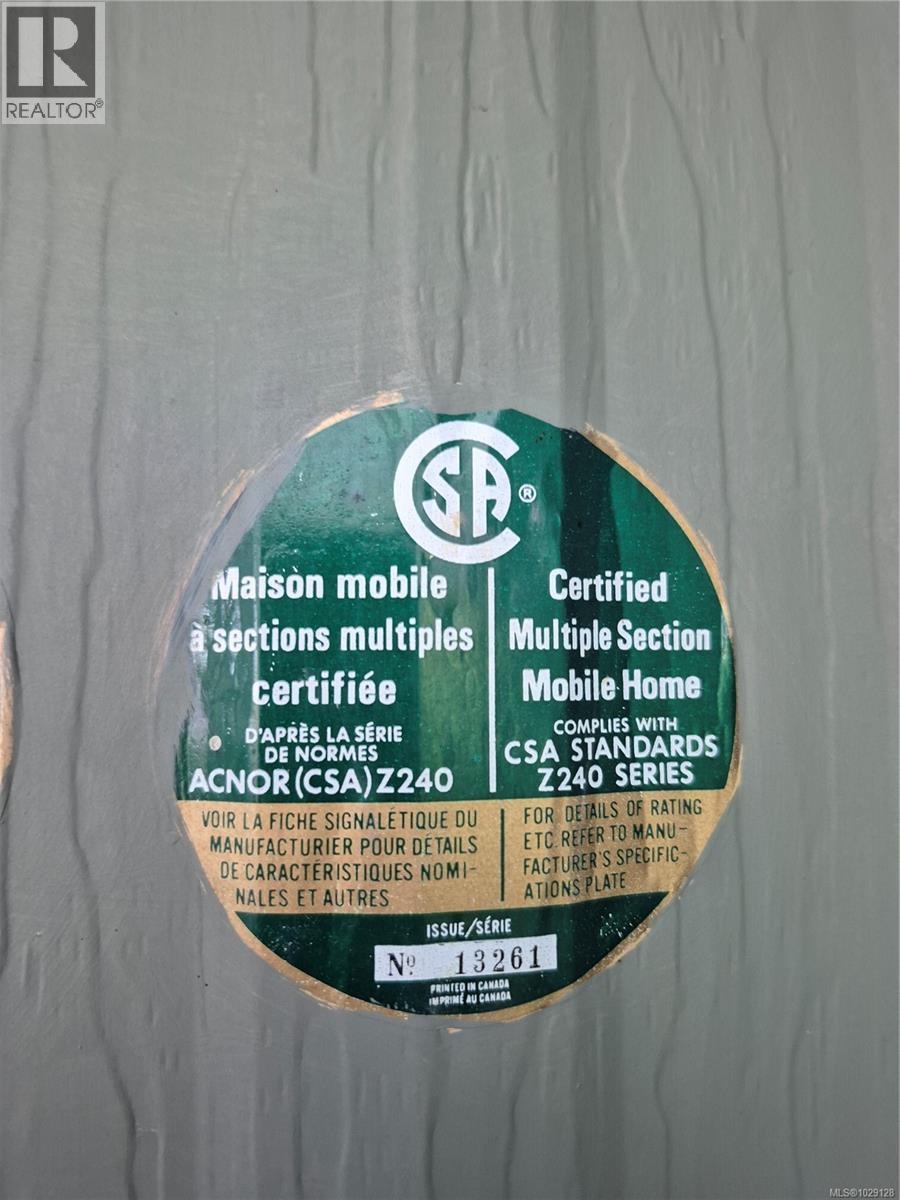 REALTOR®
CSA®
Maison mobile
à sections multiples
certifiée
D'APRÈS LA SÉRIE
DE NORMES
ACNOR (CSA) Z240
Certified
Multiple Section
Mobile Home
COMPLIES WITH
CSA STANDARDS
Z240 SERIES
VOIR LA FICHE SIGNALÉTIQUE DU
MANUFACTURIER POUR DÉTAILS
DE CARACTÉRISTIQUES NOMI-
NALES ET AUTRES
FOR DETAILS OF RATING
ETC. REFER TO MANU-
FACTURER'S SPECIFIC-
ATIONS PLATE
ISSUE/SÉRIE
Nº 13261
PRINTED IN CANADA
IMPRIMÉ AU CANADA
MLS®1029128